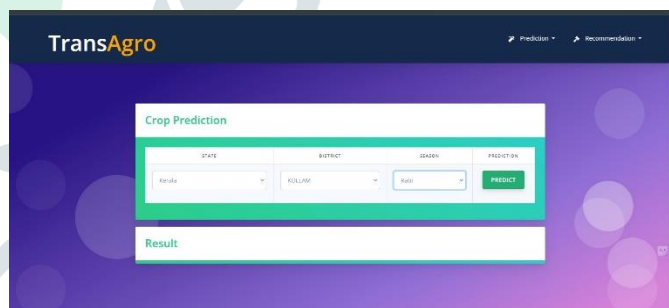 TransAgro
Prediction
Recommendation
Crop Prediction
STATE DISTRICT SEASON PREDICTION
Kerala KOLLAM Rabi PREDICT
Result